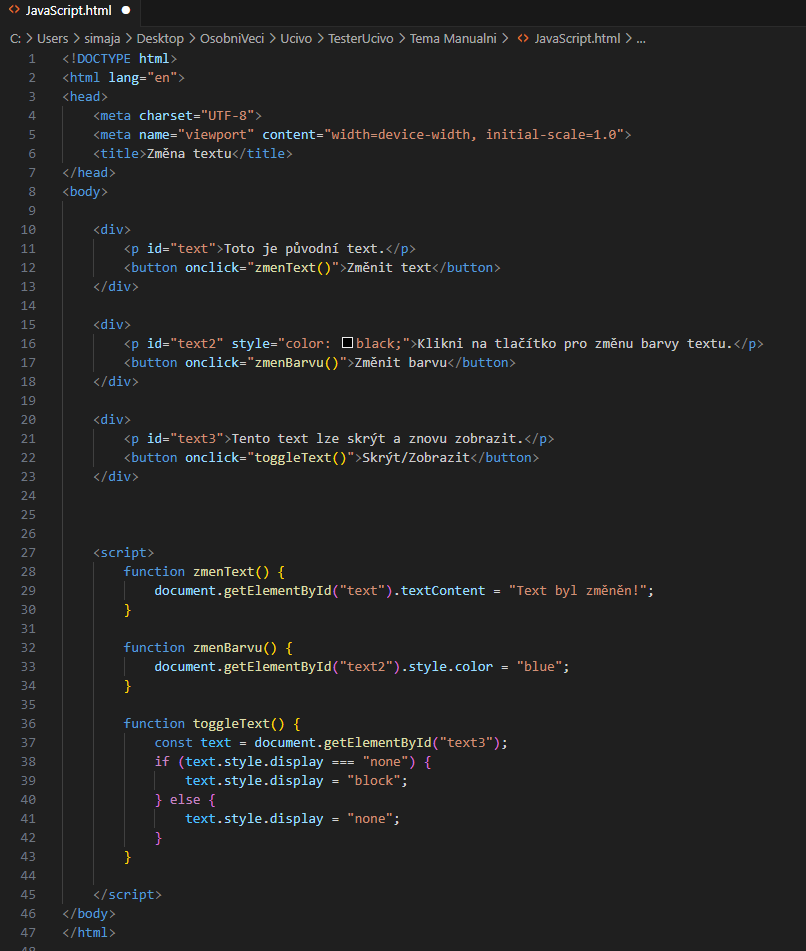 JavaScript.html
C: > Users > simaja > Desktop > OsobniVeci > Ucivo > TesterUcivo > Tema Manualni > JavaScript.html > ...
1 <!DOCTYPE html>
2 <html lang="en">
3 <head>
4 <meta charset="UTF-8">
5 <meta name="viewport" content="width=device-width, initial-scale=1.0">
6 <title>Změna textu</title>
7 </head>
8 <body>
9
10 <div>
11 <p id="text">Toto je původní text.</p>
12 <button onclick="zmenText()">Změnit text</button>
13 </div>
14
15 <div>
16 <p id="text2" style="color: black;">Klikni na tlačítko pro změnu barvy textu.</p>
17 <button onclick="zmenBarvu()">Změnit barvu</button>
18 </div>
19
20 <div>
21 <p id="text3">Tento text lze skrýt a znovu zobrazit.</p>
22 <button onclick="toggleText()">Skrýt/Zobrazit</button>
23 </div>
24
25
26
27 <script>
28 function zmenText() {
29 document.getElementById("text").textContent = "Text byl změněn!";
30 }
31
32 function zmenBarvu() {
33 document.getElementById("text2").style.color = "blue";
34 }
35
36 function toggleText() {
37 const text = document.getElementById("text3");
38 if (text.style.display === "none") {
39 text.style.display = "block";
40 } else {
41 text.style.display = "none";
42 }
43 }
44
45 </script>
46 </body>
47 </html>
48